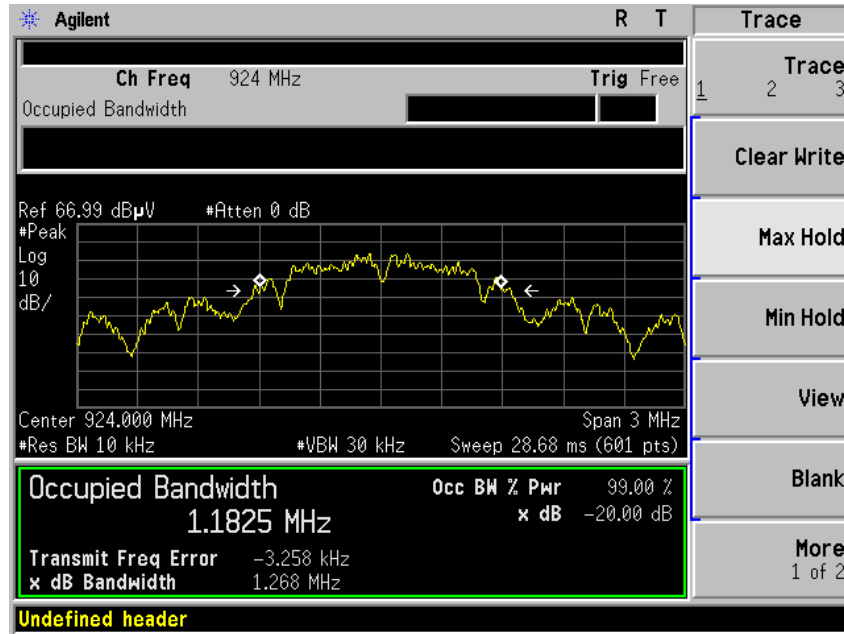 Agilent
R T
Trace
Ch Freq 924 MHz
Trig Free
Occupied Bandwidth
Trace
1 2 3
Clear Write
Max Hold
Min Hold
View
Blank
More
1 of 2
Ref 66.99 dBµV #Atten 0 dB
#Peak
Log
10
dB/
Center 924.000 MHz
Span 3 MHz
#Res BW 10 kHz
#VBW 30 kHz
Sweep 28.68 ms (601 pts)
Occupied Bandwidth
1.1825 MHz
Occ BW % Pwr 99.00 %
x dB -20.00 dB
Transmit Freq Error -3.258 kHz
x dB Bandwidth 1.268 MHz
Undefined header